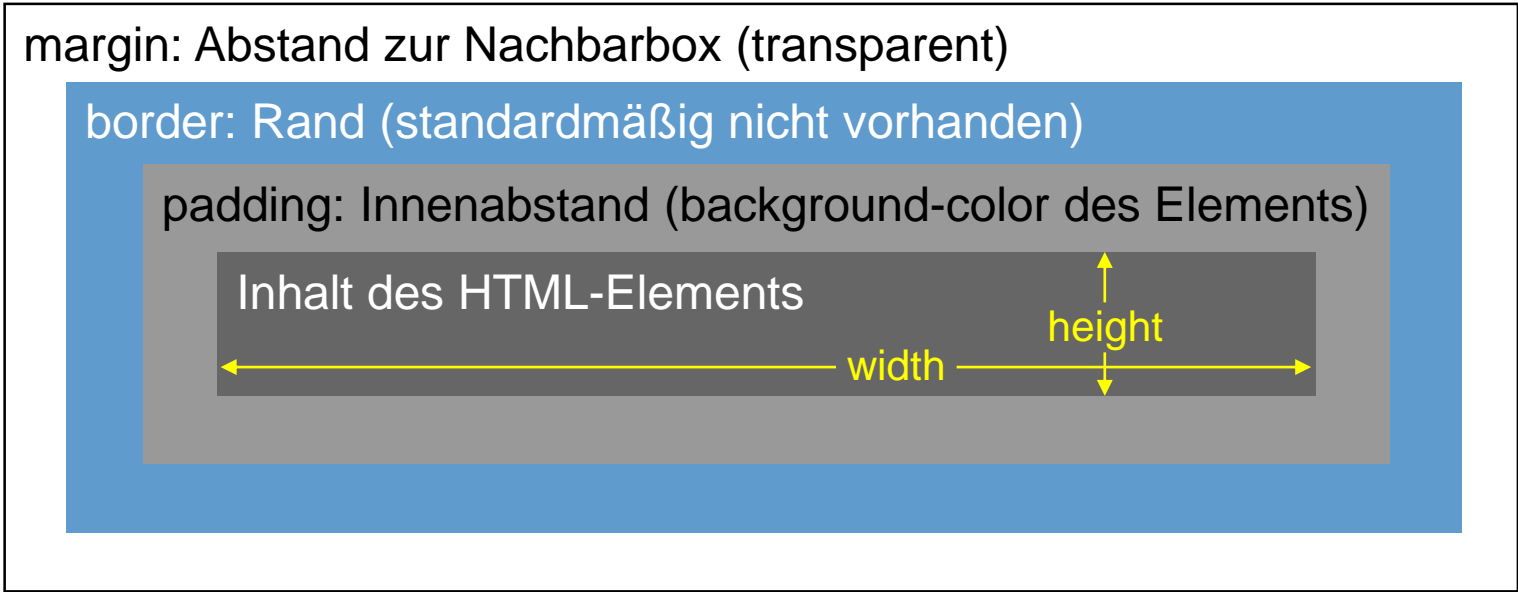 margin: Abstand zur Nachbarbox (transparent)
border: Rand (standardmäßig nicht vorhanden)
padding: Innenabstand (background-color des Elements)
Inhalt des HTML-Elements
height
width